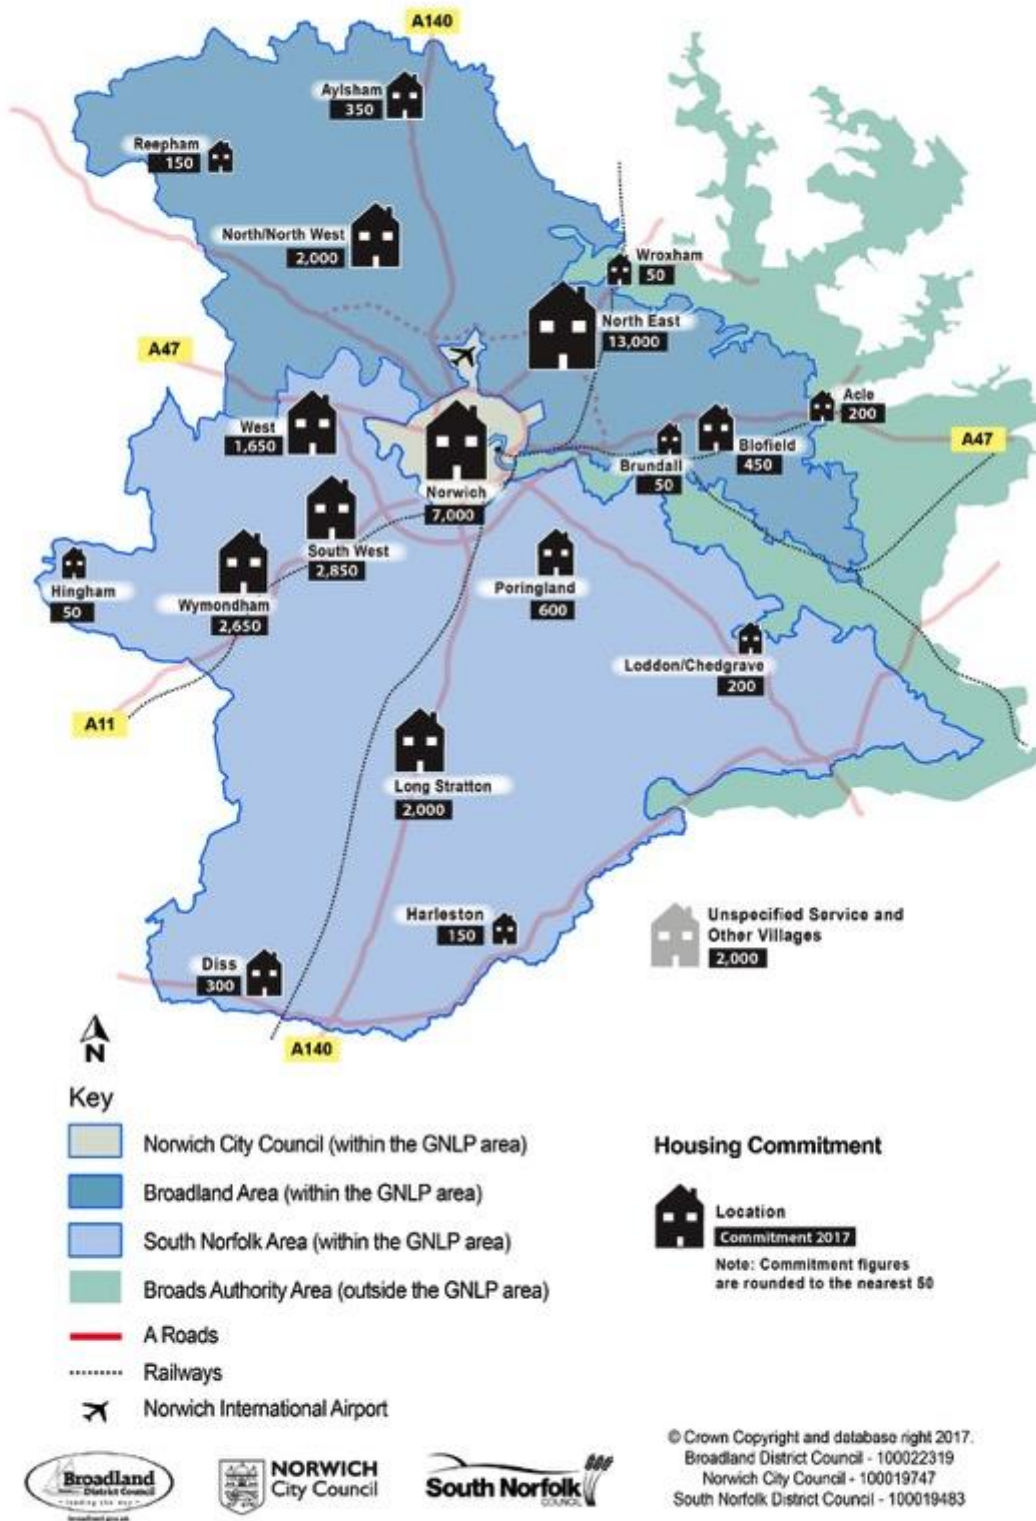 A140
Aylsham
350
Reepham
150
North/North West
2,000
Wroxham
50
North East
13,000
A47
West
1,650
Acle
200
Blofield
450
A47
Brundall
50
Norwich
7,000
South West
2,850
Hingham
50
Wymondham
2,650
Poringland
600
Loddon/Chedgrave
200
A11
Long Stratton
2,000
Harleston
150
Unspecified Service and
Other Villages
2,000
Diss
300
A140
N
Key
Norwich City Council (within the GNLP area)
Broadland Area (within the GNLP area)
South Norfolk Area (within the GNLP area)
Broads Authority Area (outside the GNLP area)
A Roads
Railways
Norwich International Airport
Housing Commitment
Location
Commitment 2017
Note: Commitment figures
are rounded to the nearest 50
Broadland
District Council
leading the way
broadland.gov.uk
NORWICH
City Council
South Norfolk
COUNCIL
© Crown Copyright and database right 2017.
Broadland District Council - 100022319
Norwich City Council - 100019747
South Norfolk District Council - 100019483